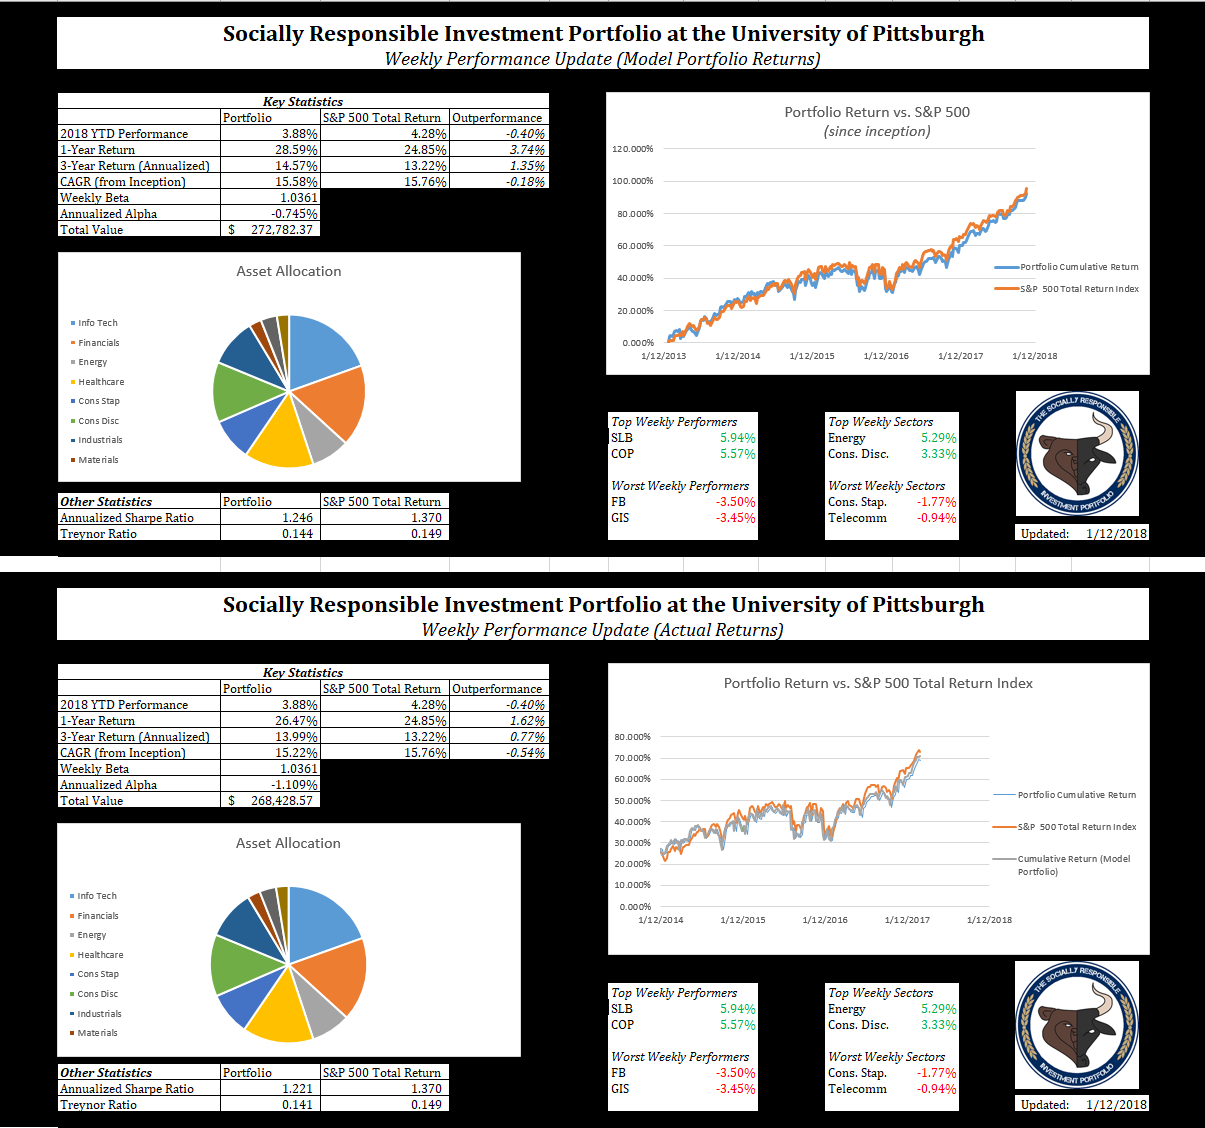 Socially Responsible Investment Portfolio at the University of Pittsburgh
Weekly Performance Update (Model Portfolio Returns)
Key Statistics
Portfolio S&P 500 Total Return Outperformance
2018 YTD Performance 3.88% 4.28% -0.40%
1-Year Return 28.59% 24.85% 3.74%
3-Year Return (Annualized) 14.57% 13.22% 1.35%
CAGR (from Inception) 15.58% 15.76% -0.18%
Weekly Beta 1.0361
Annualized Alpha -0.745%
Total Value $ 272,782.37
Portfolio Return vs. S&P 500
(since inception)
120.000%
100.000%
80.000%
60.000%
40.000%
20.000%
0.000%
1/12/2013 1/12/2014 1/12/2015 1/12/2016 1/12/2017 1/12/2018
Portfolio Cumulative Return
S&P 500 Total Return Index
Asset Allocation
Info Tech
Financials
Energy
Healthcare
Cons Stap
Cons Disc
Industrials
Materials
Other Statistics Portfolio S&P 500 Total Return
Annualized Sharpe Ratio 1.246 1.370
Treynor Ratio 0.144 0.149
Top Weekly Performers
SLB 5.94%
COP 5.57%
Worst Weekly Performers
FB -3.50%
GIS -3.45%
Top Weekly Sectors
Energy 5.29%
Cons. Disc. 3.33%
Worst Weekly Sectors
Cons. Stap. -1.77%
Telecomm -0.94%
THE SOCIALLY RESPONSIBLE
INVESTMENT PORTFOLIO
Updated: 1/12/2018
Socially Responsible Investment Portfolio at the University of Pittsburgh
Weekly Performance Update (Actual Returns)
Key Statistics
Portfolio S&P 500 Total Return Outperformance
2018 YTD Performance 3.88% 4.28% -0.40%
1-Year Return 26.47% 24.85% 1.62%
3-Year Return (Annualized) 13.99% 13.22% 0.77%
CAGR (from Inception) 15.22% 15.76% -0.54%
Weekly Beta 1.0361
Annualized Alpha -1.109%
Total Value $ 268,428.57
Portfolio Return vs. S&P 500 Total Return Index
80.000%
70.000%
60.000%
50.000%
40.000%
30.000%
20.000%
10.000%
0.000%
1/12/2014 1/12/2015 1/12/2016 1/12/2017 1/12/2018
Portfolio Cumulative Return
S&P 500 Total Return Index
Cumulative Return (Model
Portfolio)
Asset Allocation
Info Tech
Financials
Energy
Healthcare
Cons Stap
Cons Disc
Industrials
Materials
Other Statistics Portfolio S&P 500 Total Return
Annualized Sharpe Ratio 1.221 1.370
Treynor Ratio 0.141 0.149
Top Weekly Performers
SLB 5.94%
COP 5.57%
Worst Weekly Performers
FB -3.50%
GIS -3.45%
Top Weekly Sectors
Energy 5.29%
Cons. Disc. 3.33%
Worst Weekly Sectors
Cons. Stap. -1.77%
Telecomm -0.94%
THE SOCIALLY RESPONSIBLE
INVESTMENT PORTFOLIO
Updated: 1/12/2018